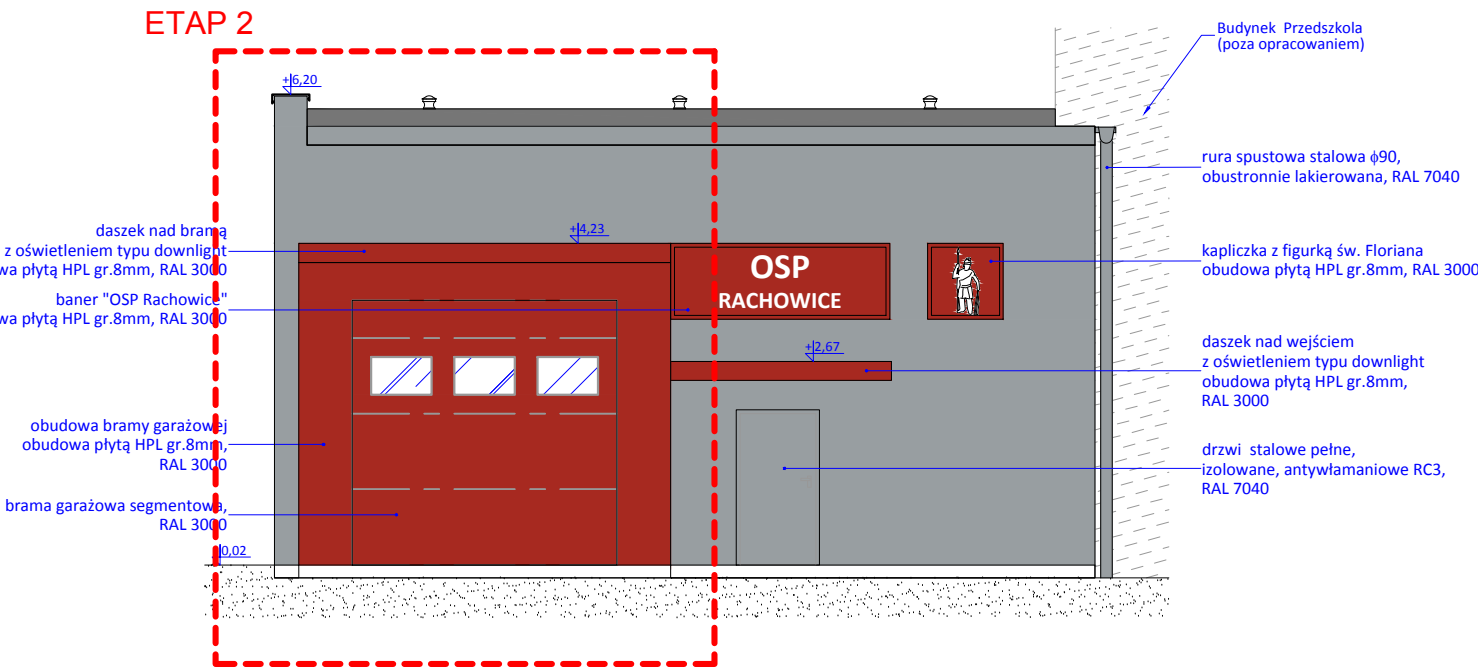 ETAP 2
Budynek Przedszkola
(poza opracowaniem)
+6,20
rura spustowa stalowa ϕ90,
obustronnie lakierowana, RAL 7040
daszek nad bramą
z oświetleniem typu downlight
wa płytą HPL gr.8mm, RAL 3000
+4,23
OSP
RACHOWICE
kapliczka z figurką św. Floriana
obudowa płytą HPL gr.8mm, RAL 3000
baner "OSP Rachowice"
wa płytą HPL gr.8mm, RAL 3000
+2,67
daszek nad wejściem
z oświetleniem typu downlight
obudowa płytą HPL gr.8mm,
RAL 3000
obudowa bramy garażowej
obudowa płytą HPL gr.8mm,
RAL 3000
drzwi stalowe pełne,
izolowane, antywłamaniowe RC3,
RAL 7040
brama garażowa segmentowa,
RAL 3000
0,02